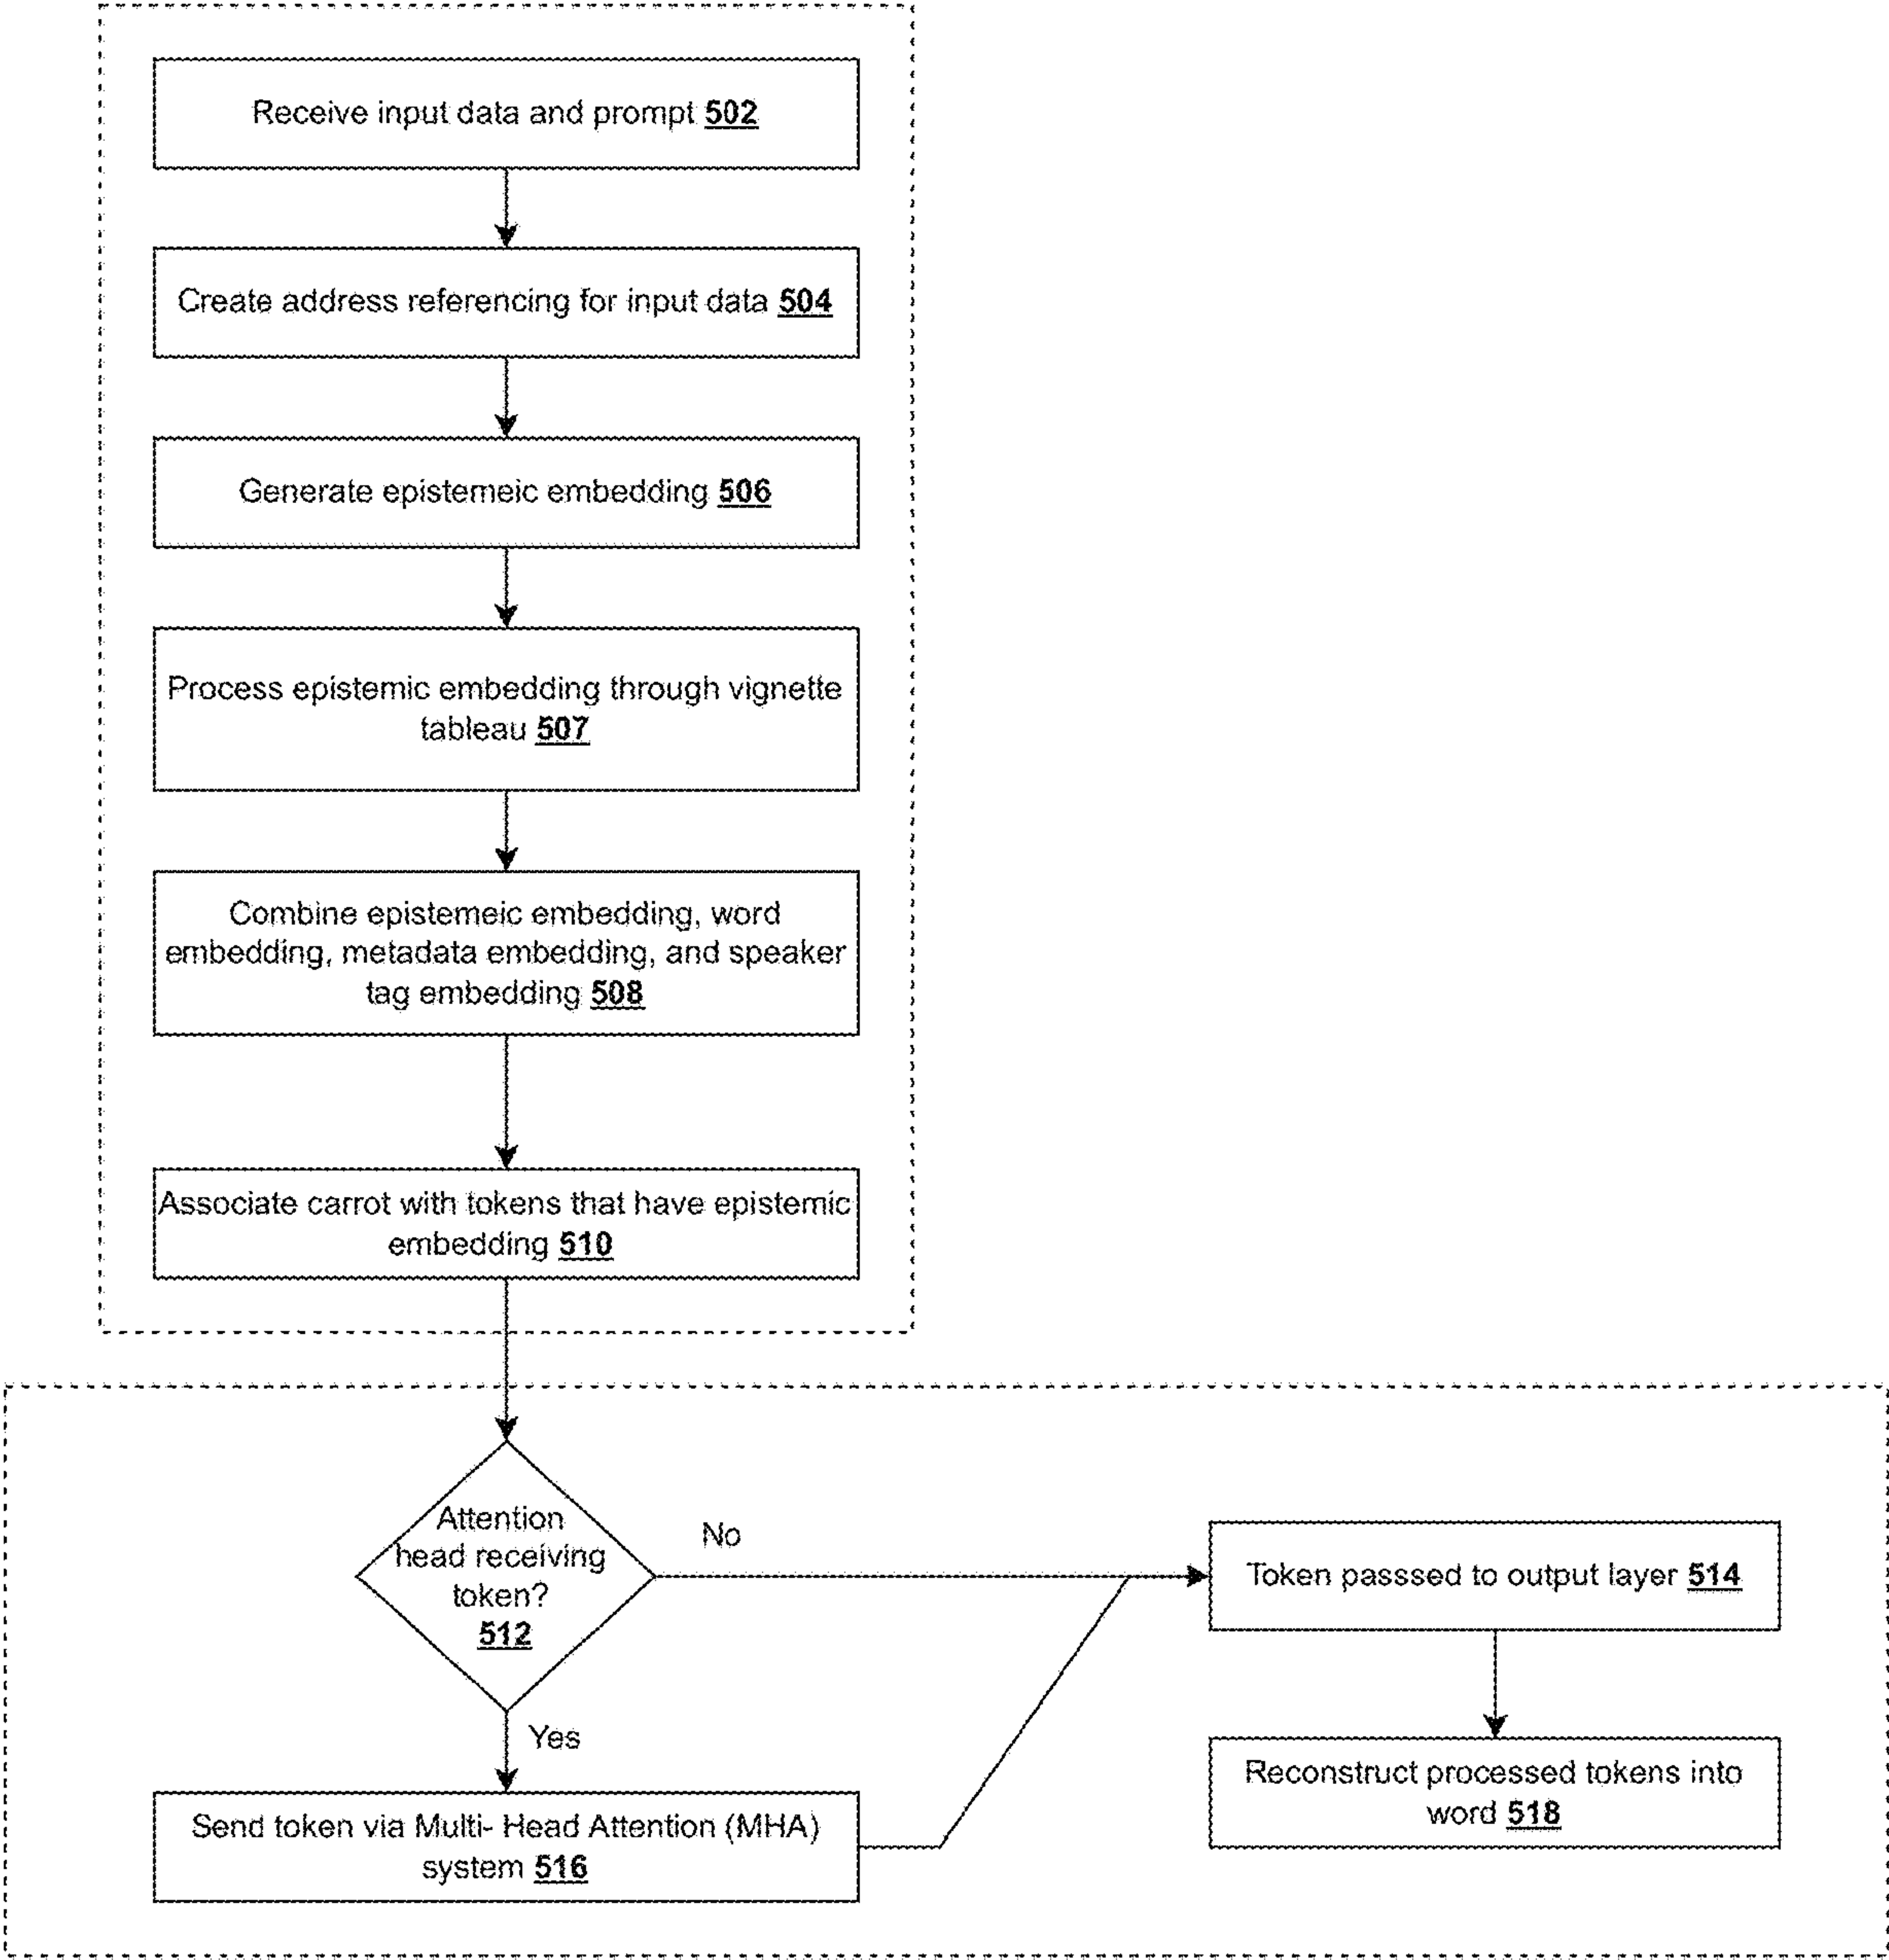 Receive input data and prompt 502
Create address referencing for input data 504
Generate epistemeic embedding 506
Process epistemic embedding through vignette
tableau 507
Combine epistemeic embedding, word
embedding, metadata embedding, and speaker
tag embedding 508
Associate carrot with tokens that have epistemic
embedding 510
Attention
head receiving
token?
512
No
Token passsed to output layer 514
Yes
Reconstruct processed tokens into
word 518
Send token via Multi- Head Attention (MHA)
system 516